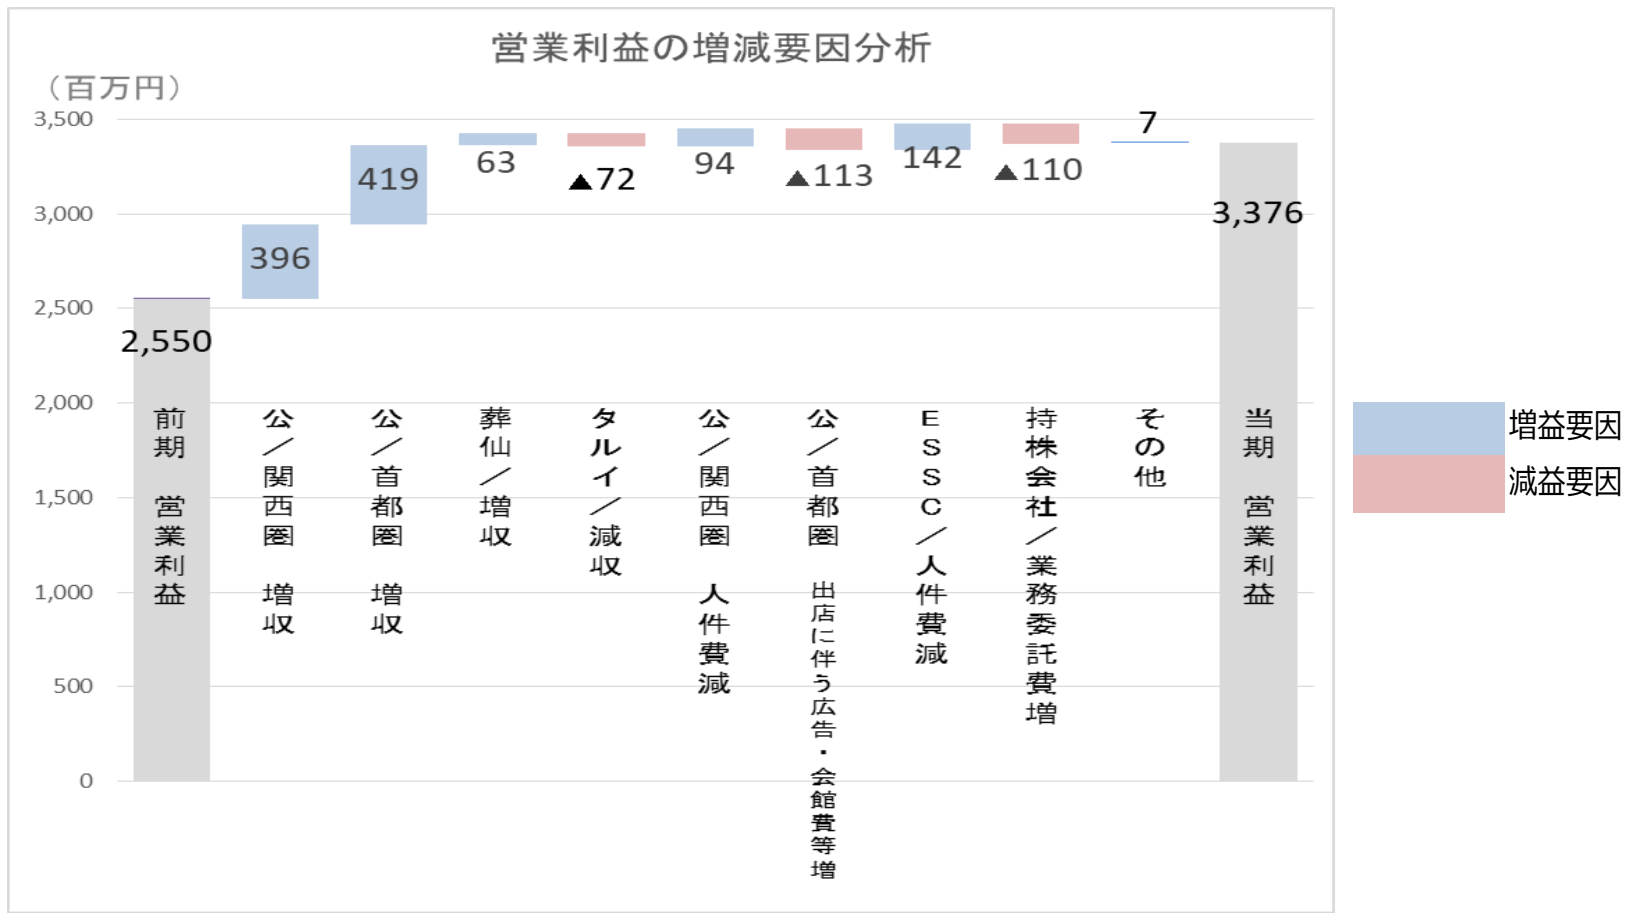 営業利益の増減要因分析
（百万円）
3,500
3,000
2,500
2,000
1,500
1,000
500
0
2,550
396
419
63
▲72
94
▲113
142
▲110
7
3,376
前期　営業利益
公／関西圏　増収
公／首都圏　増収
葬仙／増収
タルイ／減収
公／関西圏　人件費減
公／首都圏　出店に伴う広告・会館費等増
ESSC／人件費減
持株会社／業務委託費増
その他
当期　営業利益
増益要因
減益要因